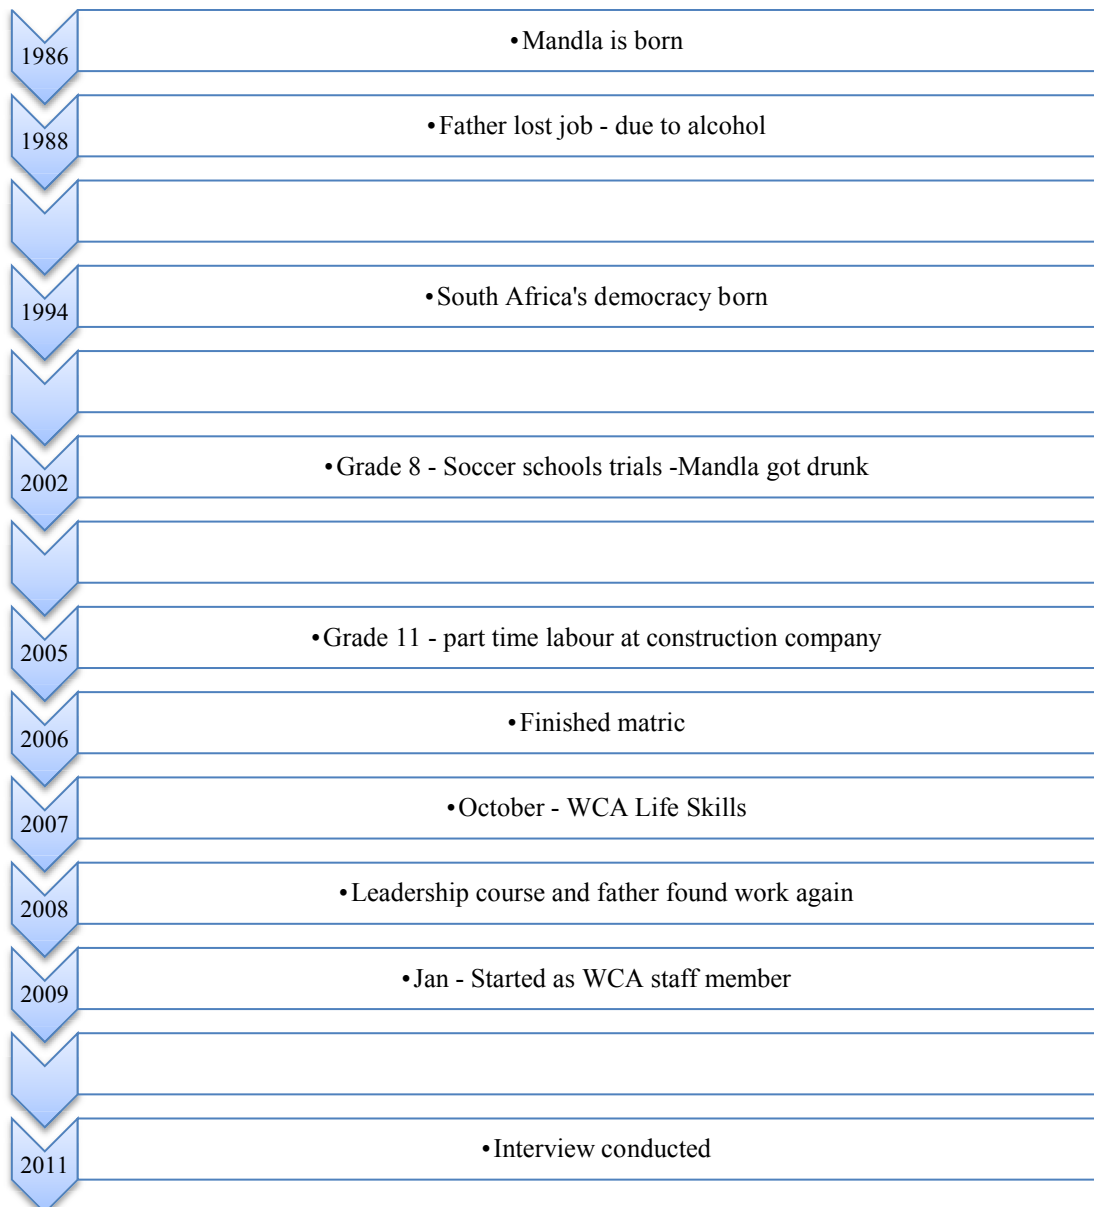 1986
•Mandla is born
1988
•Father lost job - due to alcohol
1994
•South Africa's democracy born
2002
•Grade 8 - Soccer schools trials -Mandla got drunk
2005
•Grade 11 - part time labour at construction company
2006
•Finished matric
2007
•October - WCA Life Skills
2008
•Leadership course and father found work again
2009
•Jan - Started as WCA staff member
2011
•Interview conducted